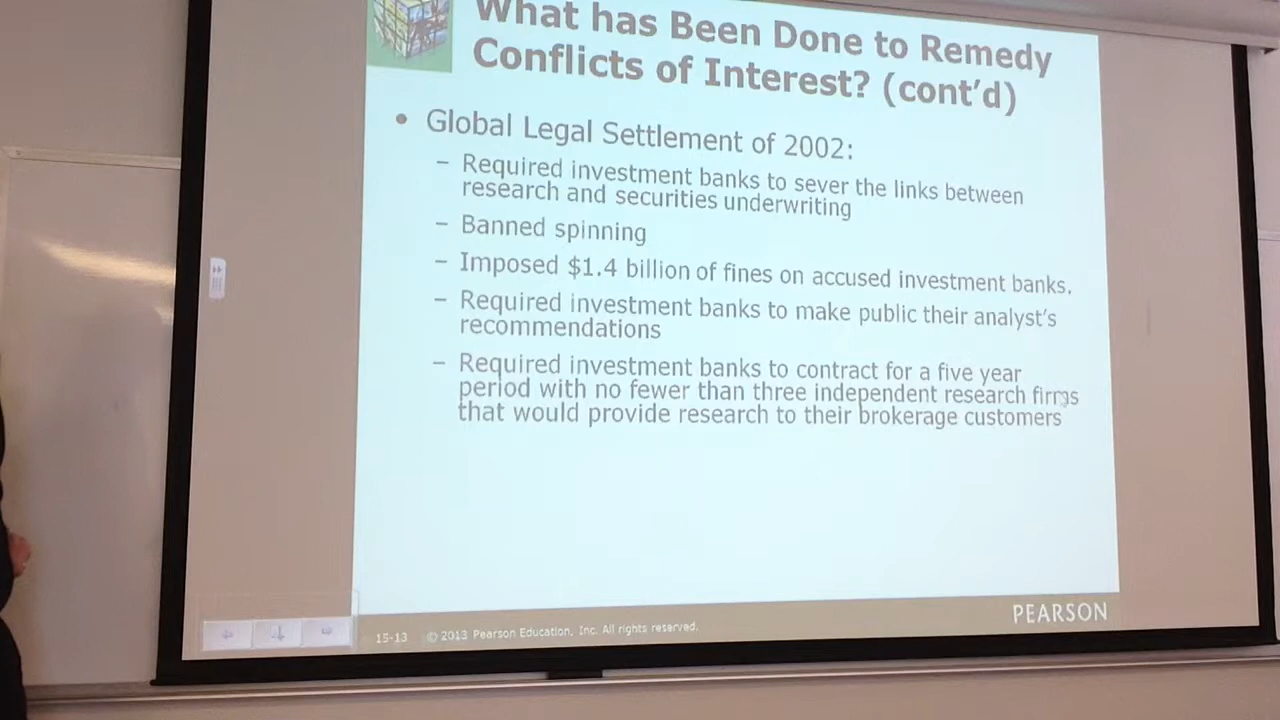 What has Been Done to Remedy
Conflicts of Interest? (cont'd)
• Global Legal Settlement of 2002:
– Required investment banks to sever the links between
research and securities underwriting
– Banned spinning
– Imposed $1.4 billion of fines on accused investment banks.
– Required investment banks to make public their analyst's
recommendations
– Required investment banks to contract for a five year
period with no fewer than three independent research firms
that would provide research to their brokerage customers
15-13 © 2013 Pearson Education, Inc. All rights reserved.
PEARSON